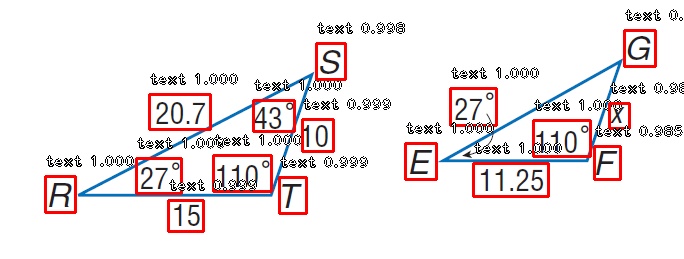 text 0.998
S
text 1.000
20.7
text 1.000
43°
text 0.999
10
text 1.000
R
text 1.000
27°
text 1.000
110°
text 0.999
T
text 0.999
15
text 0.
G
text 1.000
27°
text 0.98
x
text 1.000
110°
text 1.000
E
text 0.985
F
text 1.000
11.25